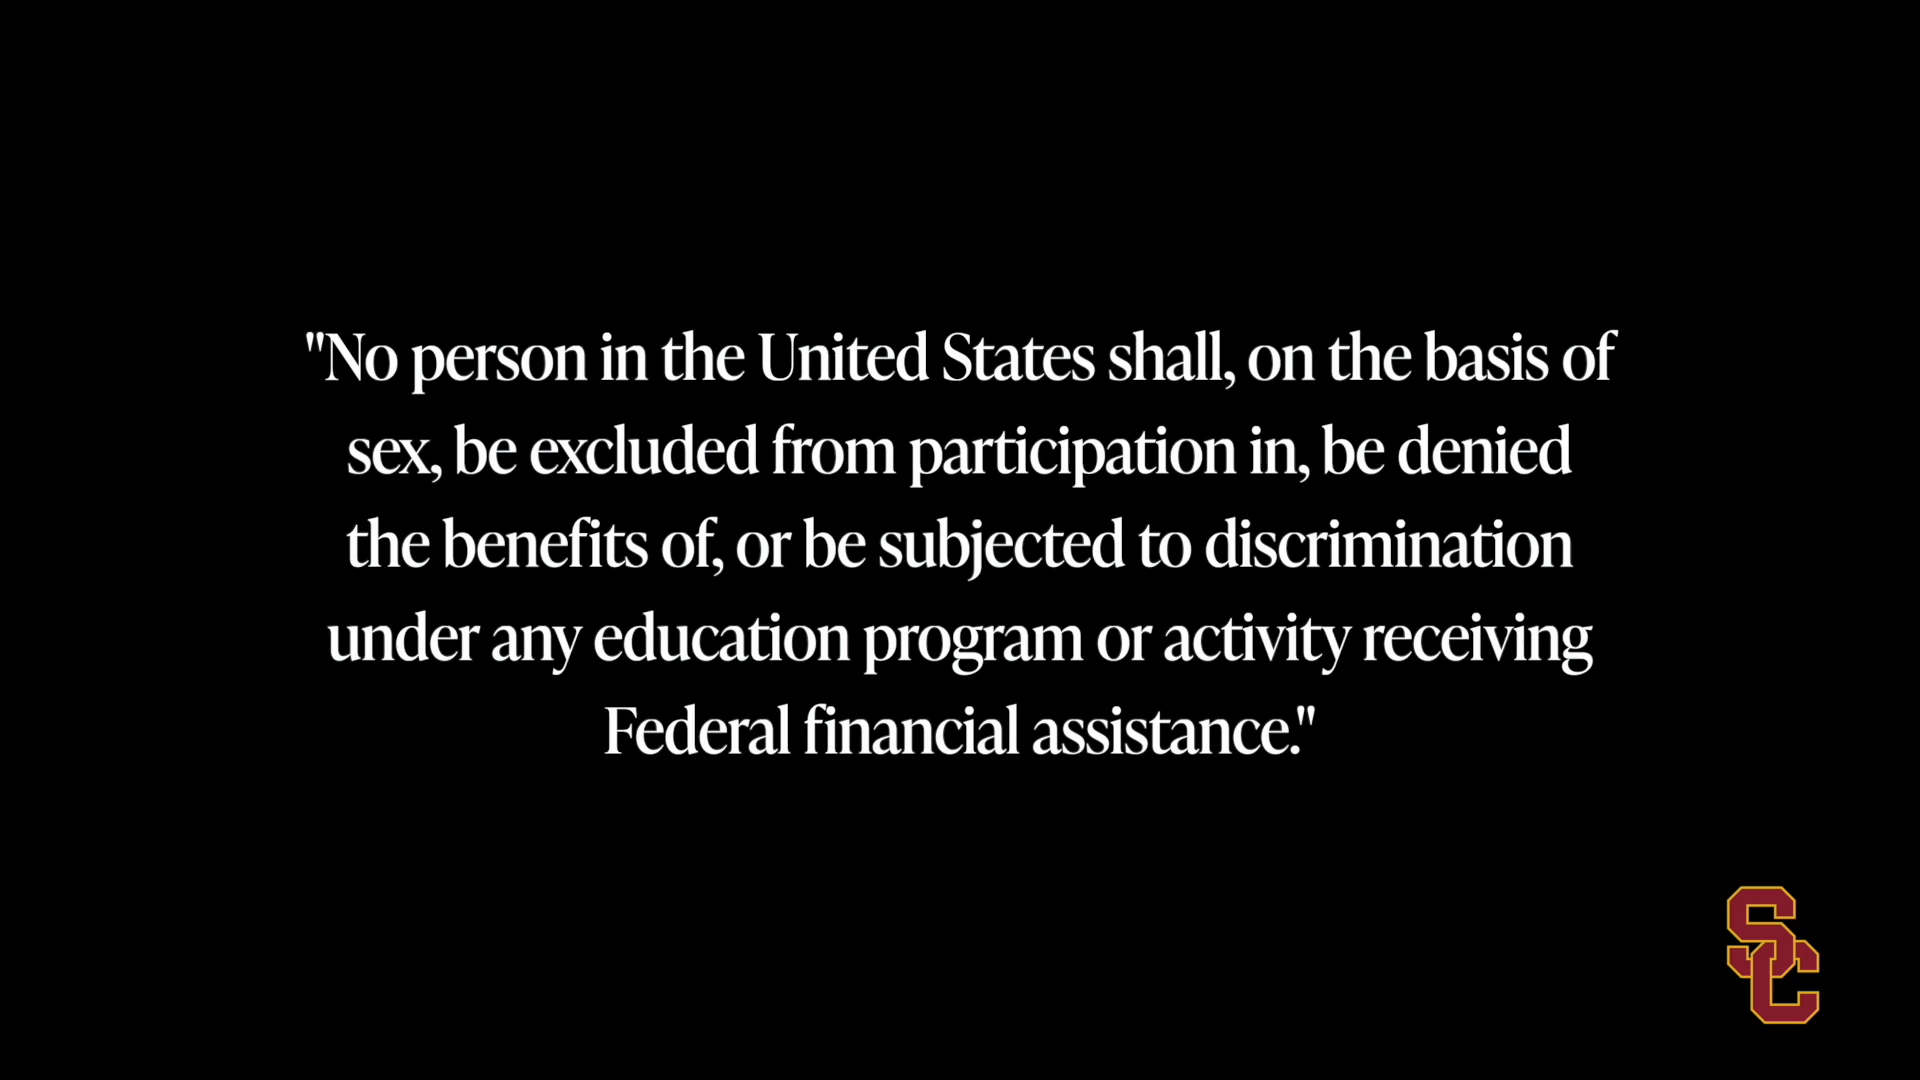 "No person in the United States shall, on the basis of
sex, be excluded from participation in, be denied
the benefits of, or be subjected to discrimination
under any education program or activity receiving
Federal financial assistance."
SC